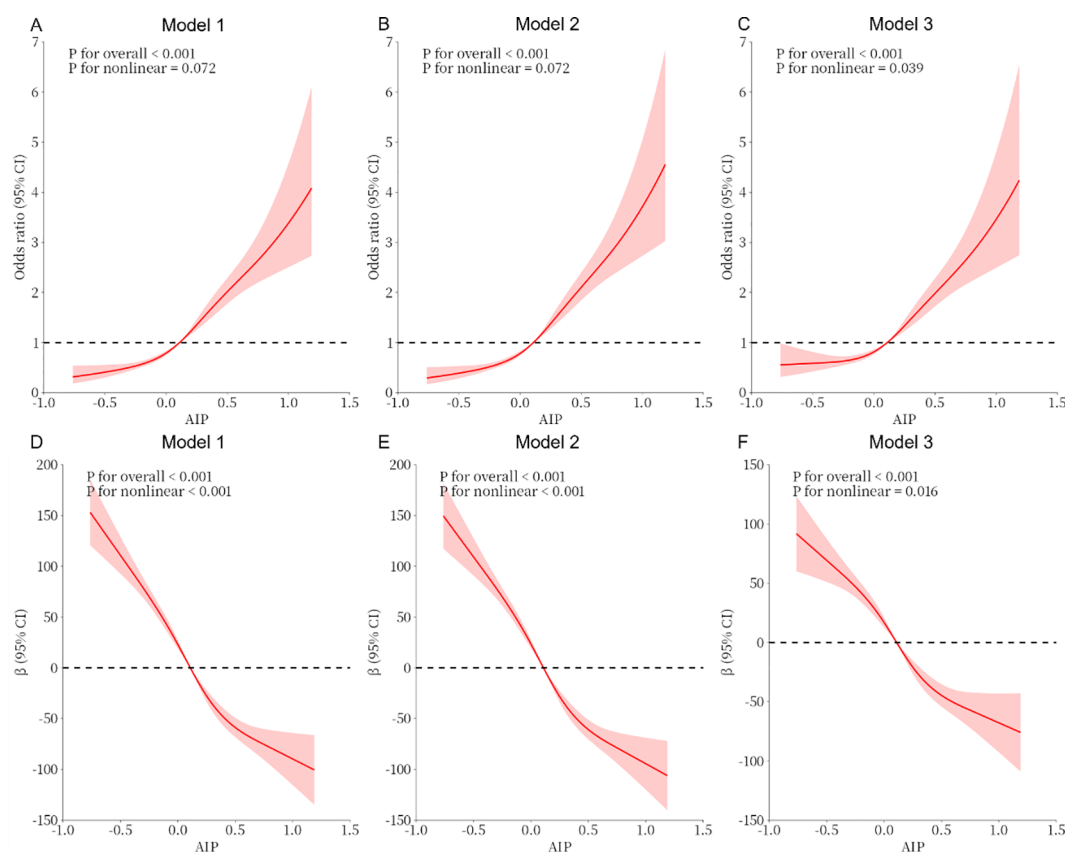 A
Model 1
P for overall < 0.001
P for nonlinear = 0.072
7
6
5
4
3
2
1
0
Odds ratio (95% CI)
-1.0
-0.5
0.0
0.5
1.0
1.5
AIP
B
Model 2
P for overall < 0.001
P for nonlinear = 0.072
7
6
5
4
3
2
1
0
Odds ratio (95% CI)
-1.0
-0.5
0.0
0.5
1.0
1.5
AIP
C
Model 3
P for overall < 0.001
P for nonlinear = 0.039
7
6
5
4
3
2
1
0
Odds ratio (95% CI)
-1.0
-0.5
0.0
0.5
1.0
1.5
AIP
D
Model 1
P for overall < 0.001
P for nonlinear < 0.001
200
150
100
50
0
-50
-100
-150
β (95% CI)
-1.0
-0.5
0.0
0.5
1.0
1.5
AIP
E
Model 2
P for overall < 0.001
P for nonlinear < 0.001
200
150
100
50
0
-50
-100
-150
β (95% CI)
-1.0
-0.5
0.0
0.5
1.0
1.5
AIP
F
Model 3
P for overall < 0.001
P for nonlinear = 0.016
150
100
50
0
-50
-100
-150
β (95% CI)
-1.0
-0.5
0.0
0.5
1.0
1.5
AIP